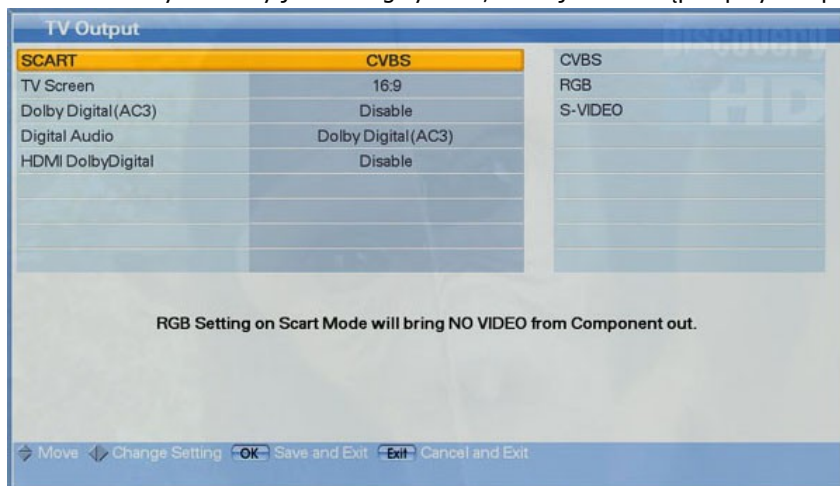 TV Output
Discovery
HD
SCART CVBS CVBS
TV Screen 16:9 RGB
Dolby Digital(AC3) Disable S-VIDEO
Digital Audio Dolby Digital(AC3)
HDMI DolbyDigital Disable
RGB Setting on Scart Mode will bring NO VIDEO from Component out.
Move Change Setting OK Save and Exit Exit Cancel and Exit